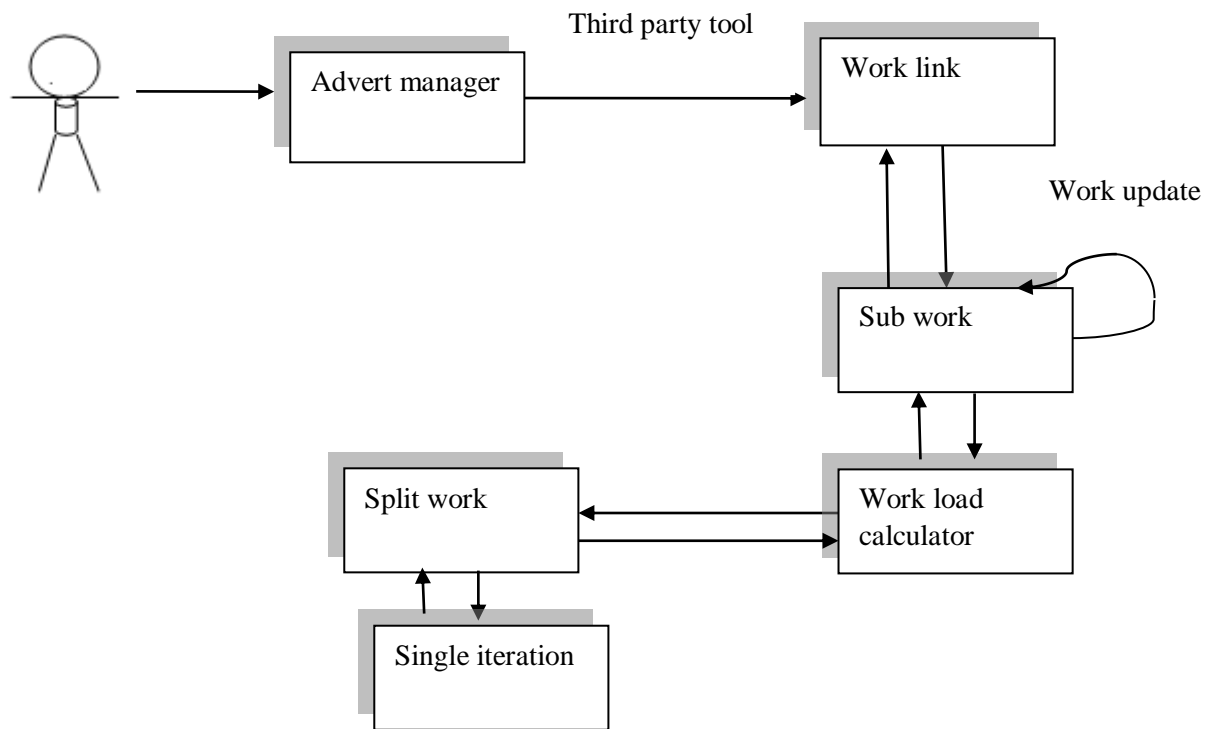 Third party tool
Advert manager
Work link
Work update
Sub work
Split work
Work load
calculator
Single iteration